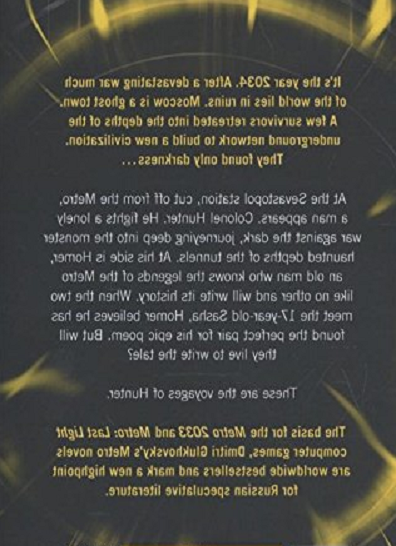 It's the year 2034. After a devastating war much
of the world lies in ruins. Moscow is a ghost town.
A few survivors retreated into the depths of the
underground network to build a new civilization.
They found only darkness...
At the Sevastopol station, cut off from the Metro,
a man appears. Colonel Hunter. He fights a lonely
war against the dark, journeying deep into the monster
haunted depths of the tunnels. At his side is Homer,
an old man who knows the legends of the Metro
like no other and will write its history. When the two
meet the 17-year-old Sasha, Homer believes he has
found the perfect pair for his epic poem. But will
they live to write the tale?
These are the voyages of Hunter.
The basis for the Metro 2033 and Metro: Last Light
computer games, Dmitri Glukhovsky's Metro novels
are worldwide bestsellers and mark a new highpoint
for Russian speculative literature.